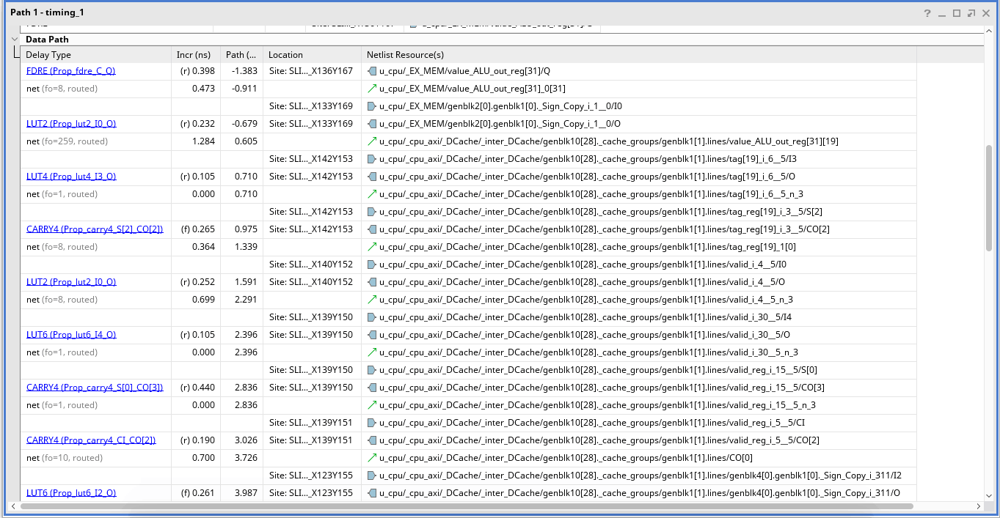 Path 1 - timing_1
Data Path
Delay Type Incr (ns) Path (... Location Netlist Resource(s)
FDRE (Prop_fdre_C_Q) (r) 0.398 -1.383 Site: SLI..._X136Y167 u_cpu/_EX_MEM/value_ALU_out_reg[31]/Q
net (fo=8, routed) 0.473 -0.911 u_cpu/_EX_MEM/value_ALU_out_reg[31]_0[31]
Site: SLI..._X133Y169 u_cpu/_EX_MEM/genblk2[0].genblk1[0]._Sign_Copy_i_1__0/I0
LUT2 (Prop_lut2_I0_O) (r) 0.232 -0.679 Site: SLI..._X133Y169 u_cpu/_EX_MEM/genblk2[0].genblk1[0]._Sign_Copy_i_1__0/O
net (fo=259, routed) 1.284 0.605 u_cpu/_cpu_axi/_DCache/_inter_DCache/genblk10[28]._cache_groups/genblk1[1].lines/value_ALU_out_reg[31][19]
Site: SLI..._X142Y153 u_cpu/_cpu_axi/_DCache/_inter_DCache/genblk10[28]._cache_groups/genblk1[1].lines/tag[19]_i_6__5/I3
LUT4 (Prop_lut4_I3_O) (r) 0.105 0.710 Site: SLI..._X142Y153 u_cpu/_cpu_axi/_DCache/_inter_DCache/genblk10[28]._cache_groups/genblk1[1].lines/tag[19]_i_6__5/O
net (fo=1, routed) 0.000 0.710 u_cpu/_cpu_axi/_DCache/_inter_DCache/genblk10[28]._cache_groups/genblk1[1].lines/tag[19]_i_6__5_n_3
Site: SLI..._X142Y153 u_cpu/_cpu_axi/_DCache/_inter_DCache/genblk10[28]._cache_groups/genblk1[1].lines/tag_reg[19]_i_3__5/S[2]
CARRY4 (Prop_carry4_S[2]_CO[2]) (f) 0.265 0.975 Site: SLI..._X142Y153 u_cpu/_cpu_axi/_DCache/_inter_DCache/genblk10[28]._cache_groups/genblk1[1].lines/tag_reg[19]_i_3__5/CO[2]
net (fo=8, routed) 0.364 1.339 u_cpu/_cpu_axi/_DCache/_inter_DCache/genblk10[28]._cache_groups/genblk1[1].lines/tag_reg[19]_1[0]
Site: SLI..._X140Y152 u_cpu/_cpu_axi/_DCache/_inter_DCache/genblk10[28]._cache_groups/genblk1[1].lines/valid_i_4__5/I0
LUT2 (Prop_lut2_I0_O) (r) 0.252 1.591 Site: SLI..._X140Y152 u_cpu/_cpu_axi/_DCache/_inter_DCache/genblk10[28]._cache_groups/genblk1[1].lines/valid_i_4__5/O
net (fo=8, routed) 0.699 2.291 u_cpu/_cpu_axi/_DCache/_inter_DCache/genblk10[28]._cache_groups/genblk1[1].lines/valid_i_4__5_n_3
Site: SLI..._X139Y150 u_cpu/_cpu_axi/_DCache/_inter_DCache/genblk10[28]._cache_groups/genblk1[1].lines/valid_i_30__5/I4
LUT6 (Prop_lut6_I4_O) (r) 0.105 2.396 Site: SLI..._X139Y150 u_cpu/_cpu_axi/_DCache/_inter_DCache/genblk10[28]._cache_groups/genblk1[1].lines/valid_i_30__5/O
net (fo=1, routed) 0.000 2.396 u_cpu/_cpu_axi/_DCache/_inter_DCache/genblk10[28]._cache_groups/genblk1[1].lines/valid_i_30__5_n_3
Site: SLI..._X139Y150 u_cpu/_cpu_axi/_DCache/_inter_DCache/genblk10[28]._cache_groups/genblk1[1].lines/valid_reg_i_15__5/S[0]
CARRY4 (Prop_carry4_S[0]_CO[3]) (r) 0.440 2.836 Site: SLI..._X139Y150 u_cpu/_cpu_axi/_DCache/_inter_DCache/genblk10[28]._cache_groups/genblk1[1].lines/valid_reg_i_15__5/CO[3]
net (fo=1, routed) 0.000 2.836 u_cpu/_cpu_axi/_DCache/_inter_DCache/genblk10[28]._cache_groups/genblk1[1].lines/valid_reg_i_15__5_n_3
Site: SLI..._X139Y151 u_cpu/_cpu_axi/_DCache/_inter_DCache/genblk10[28]._cache_groups/genblk1[1].lines/valid_reg_i_5__5/CI
CARRY4 (Prop_carry4_CI_CO[2]) (r) 0.190 3.026 Site: SLI..._X139Y151 u_cpu/_cpu_axi/_DCache/_inter_DCache/genblk10[28]._cache_groups/genblk1[1].lines/valid_reg_i_5__5/CO[2]
net (fo=10, routed) 0.700 3.726 u_cpu/_cpu_axi/_DCache/_inter_DCache/genblk10[28]._cache_groups/genblk1[1].lines/CO[0]
Site: SLI..._X123Y155 u_cpu/_cpu_axi/_DCache/_inter_DCache/genblk10[28]._cache_groups/genblk1[1].lines/genblk4[0].genblk1[0]._Sign_Copy_i_311/I2
LUT6 (Prop_lut6_I2_O) (f) 0.261 3.987 Site: SLI..._X123Y155 u_cpu/_cpu_axi/_DCache/_inter_DCache/genblk10[28]._cache_groups/genblk1[1].lines/genblk4[0].genblk1[0]._Sign_Copy_i_311/O